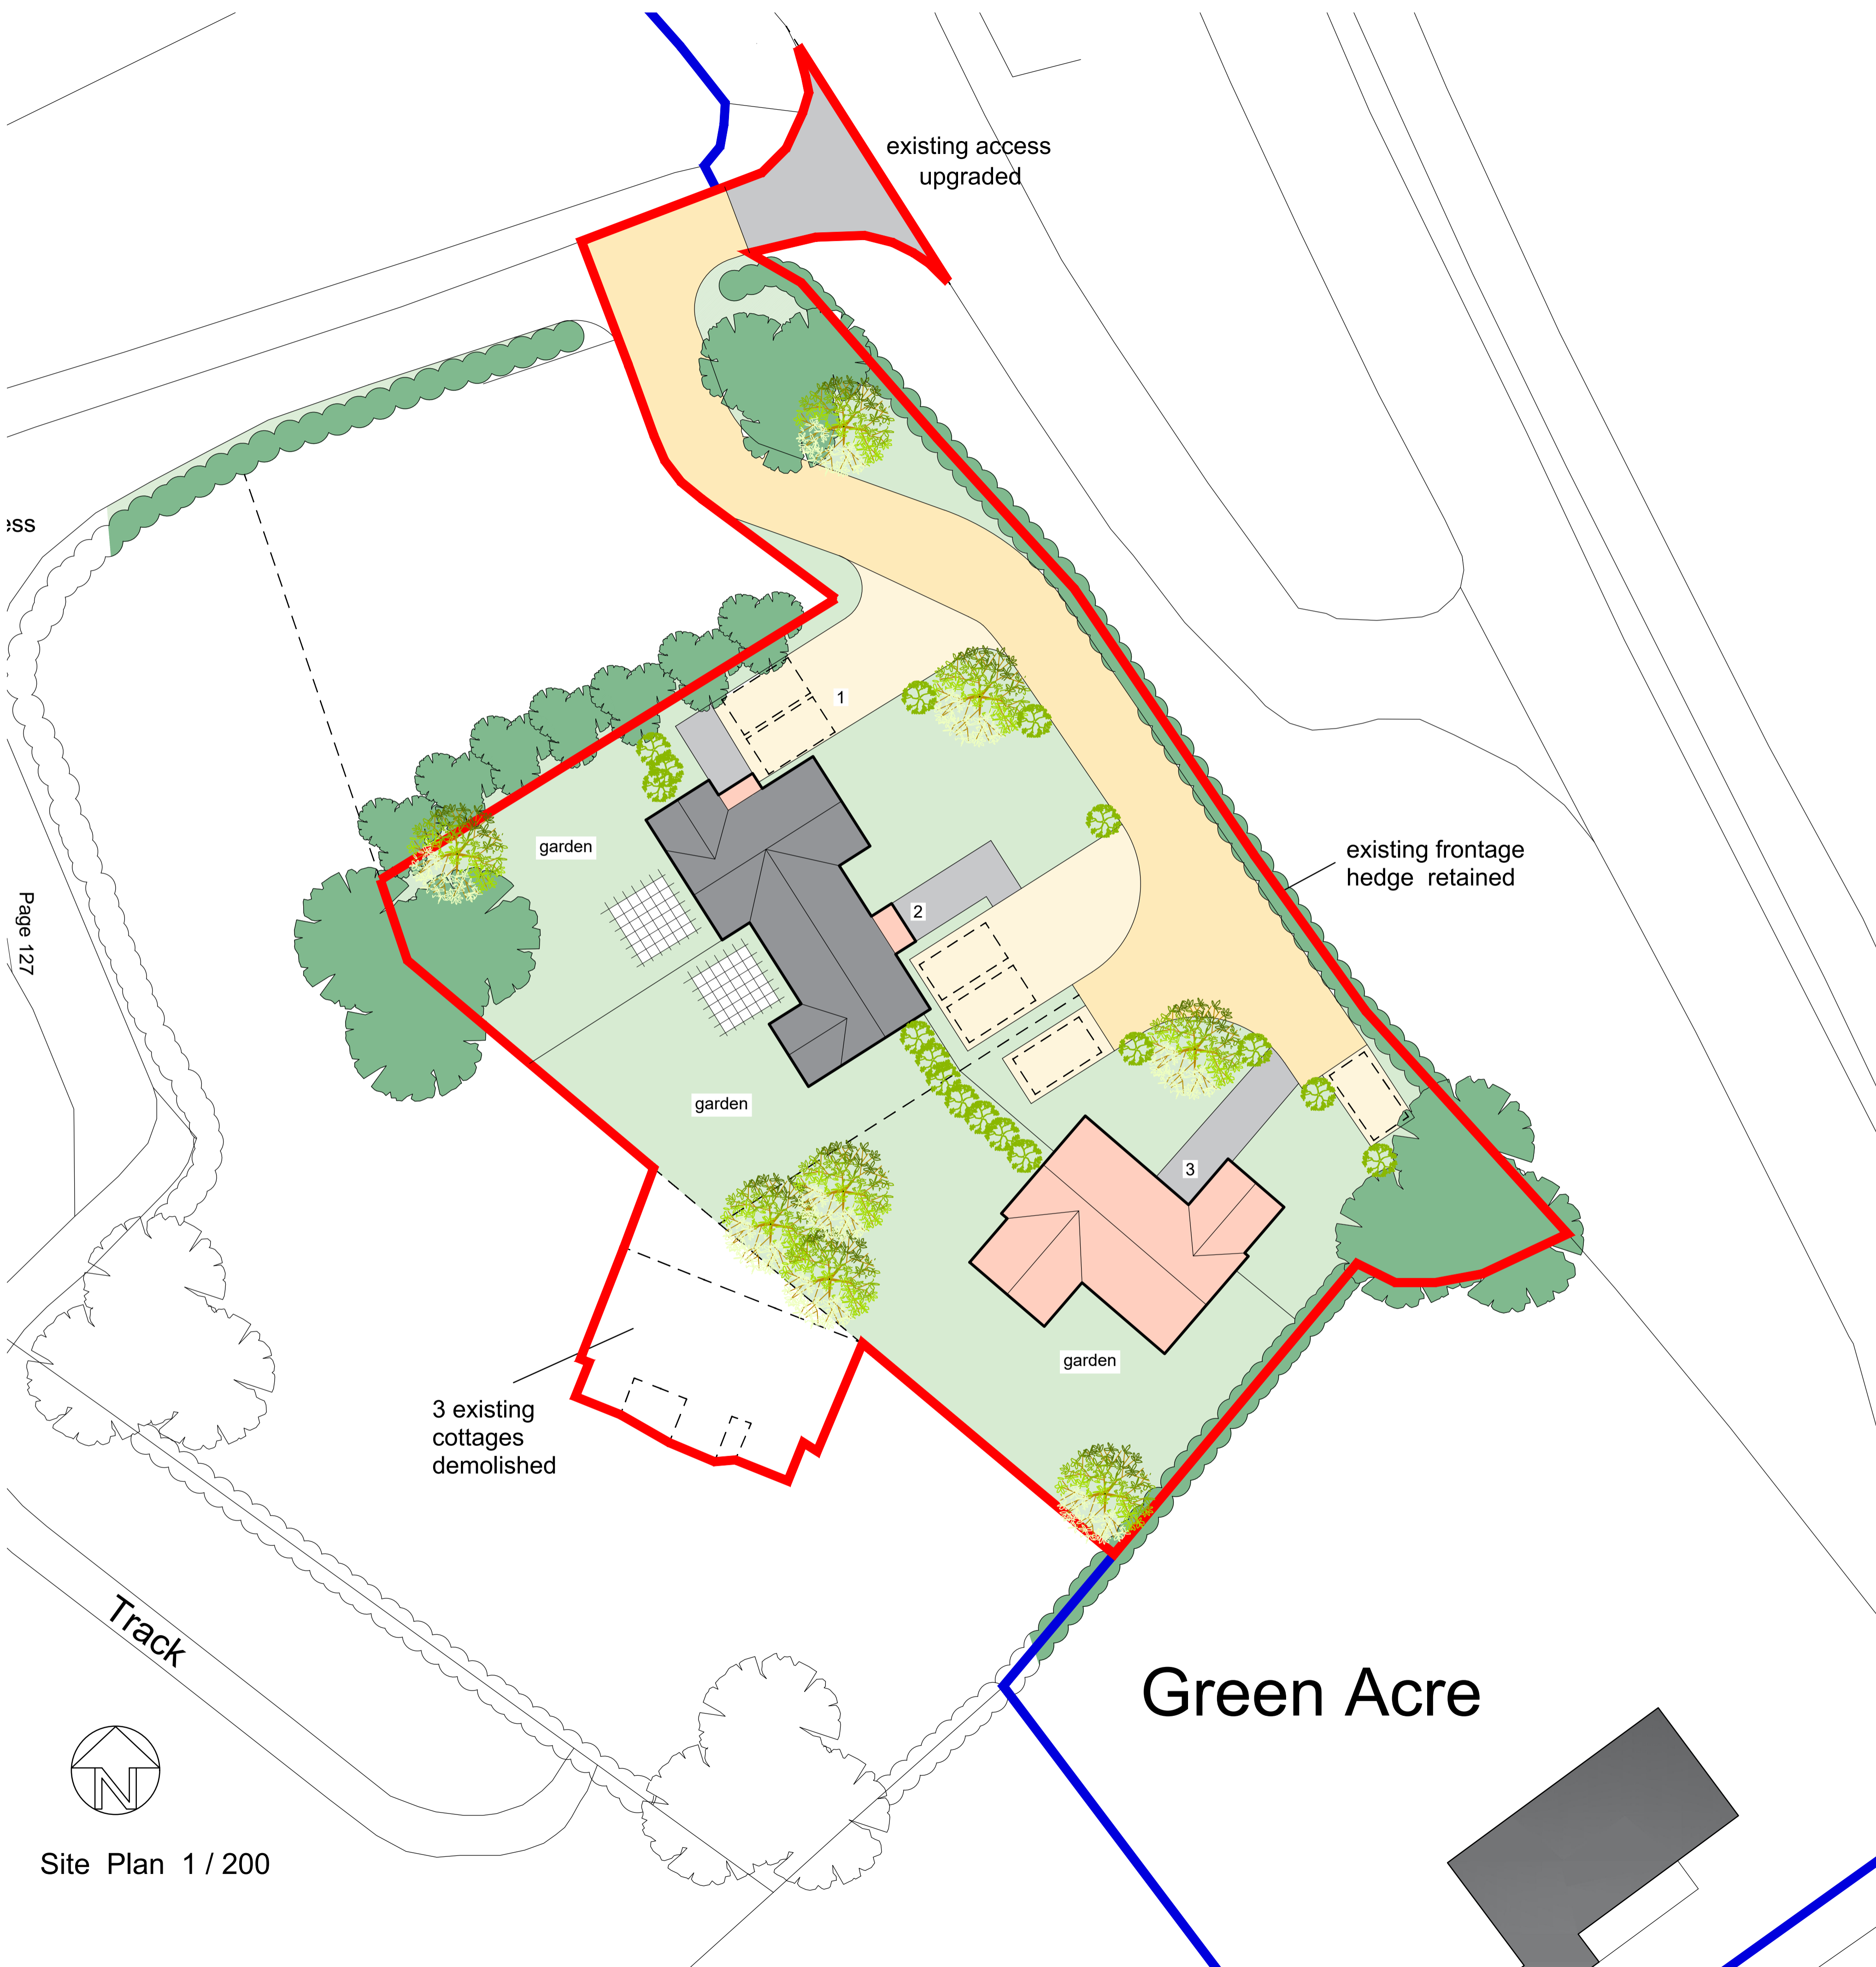 existing access
upgraded
ess
1
garden
existing frontage
hedge retained
2
Page 127
garden
3
garden
3 existing
cottages
demolished
Track
Green Acre
N
Site Plan 1 / 200